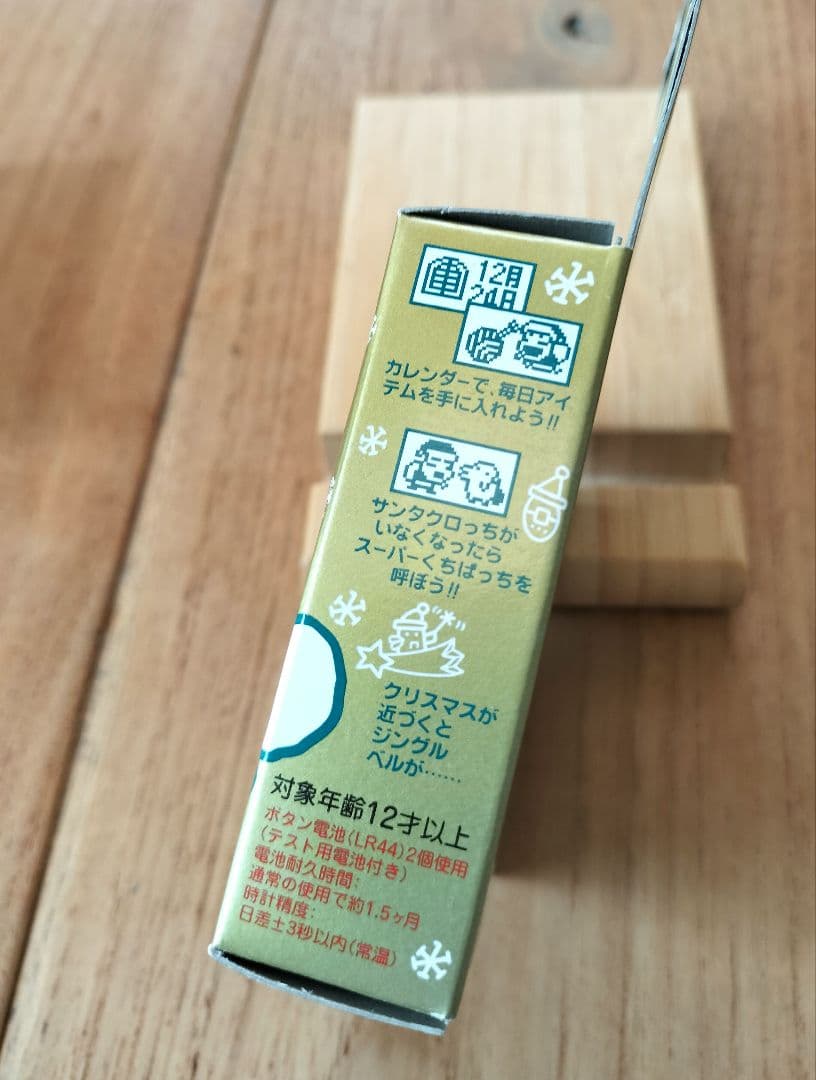 12月
24日
カレンダーで、毎日アイ
テムを手に入れよう!!
サンタクロっちが
いなくなったら
スーパーくちぱっちを
呼ぼう!!
クリスマスが
近づくと
ジングル
ベルが……
対象年齢12才以上
ボタン電池(LR44)2個使用
(テスト用電池付き)
電池耐久時間:
通常の使用で約1.5ヶ月
時計精度:
日差±3秒以内(常温)